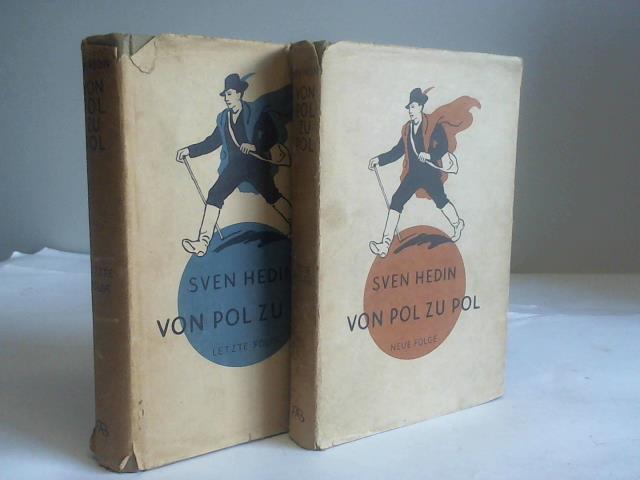 VON
POL
ZU
POL
SVEN HEDIN
VON POL ZU
LETZTE FOLGE
SVEN HEDIN
VON POL ZU POL
NEUE FOLGE